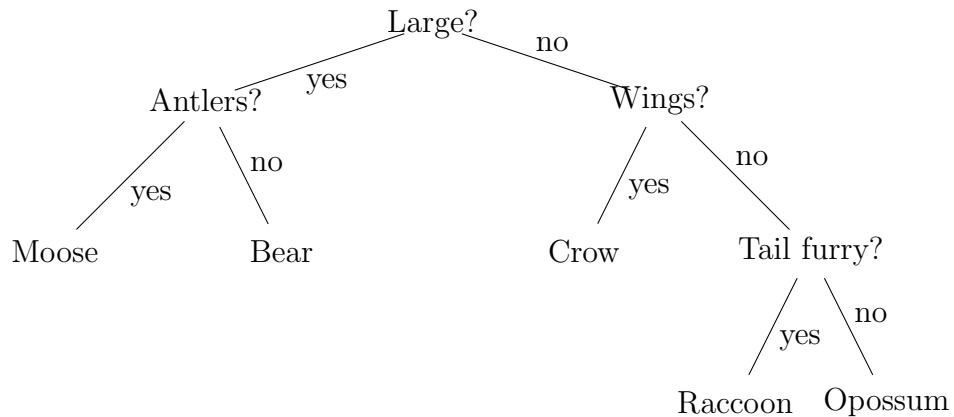 Large?
yes
no
Antlers?
Wings?
yes
no
yes
no
Moose
Bear
Crow
Tail furry?
yes
no
Raccoon
Opossum